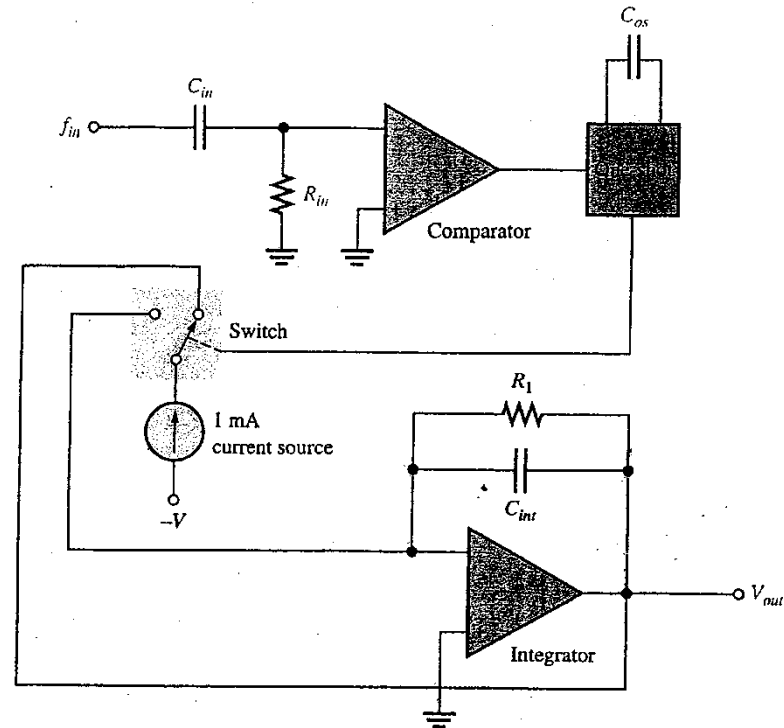 C_os
C_in
f_in
R_in
Comparator
Switch
1 mA
current source
–V
R_1
C_int
V_out
Integrator